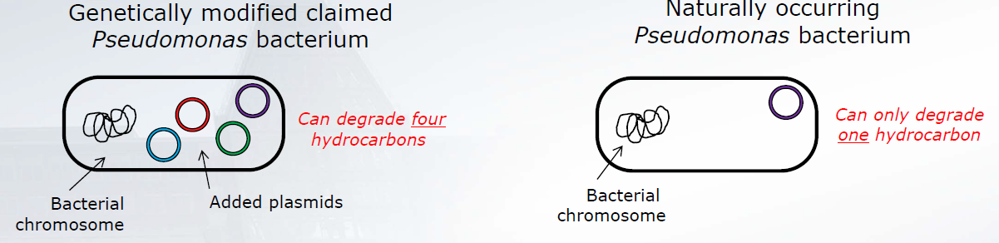 Genetically modified claimed
Pseudomonas bacterium
Can degrade four
hydrocarbons
Bacterial
chromosome
Added plasmids
Naturally occurring
Pseudomonas bacterium
Can only degrade
one hydrocarbon
Bacterial
chromosome